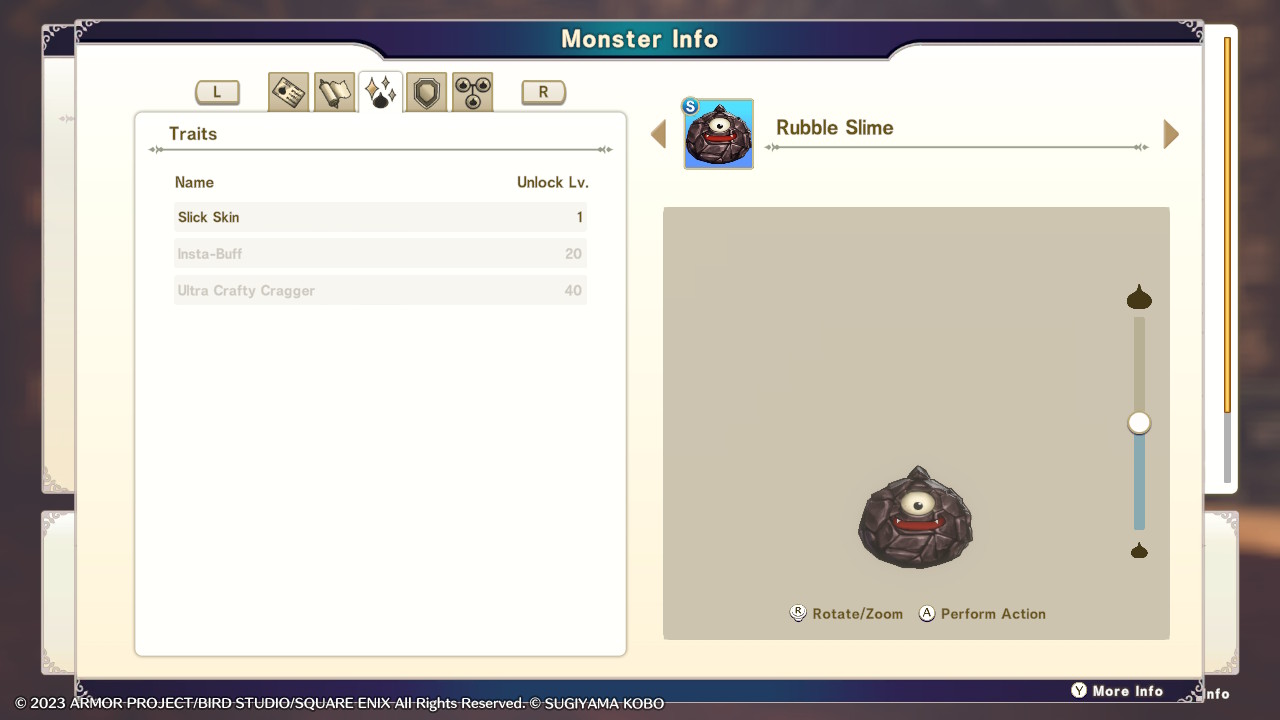 Monster Info
L
R
Traits
Name Unlock Lv.
Slick Skin 1
Insta-Buff 20
Ultra Crafty Cragger 40
S
Rubble Slime
R Rotate/Zoom A Perform Action
Y More Info
nfo
© 2023 ARMOR PROJECT/BIRD STUDIO/SQUARE ENIX All Rights Reserved. © SUGIYAMA KOBO